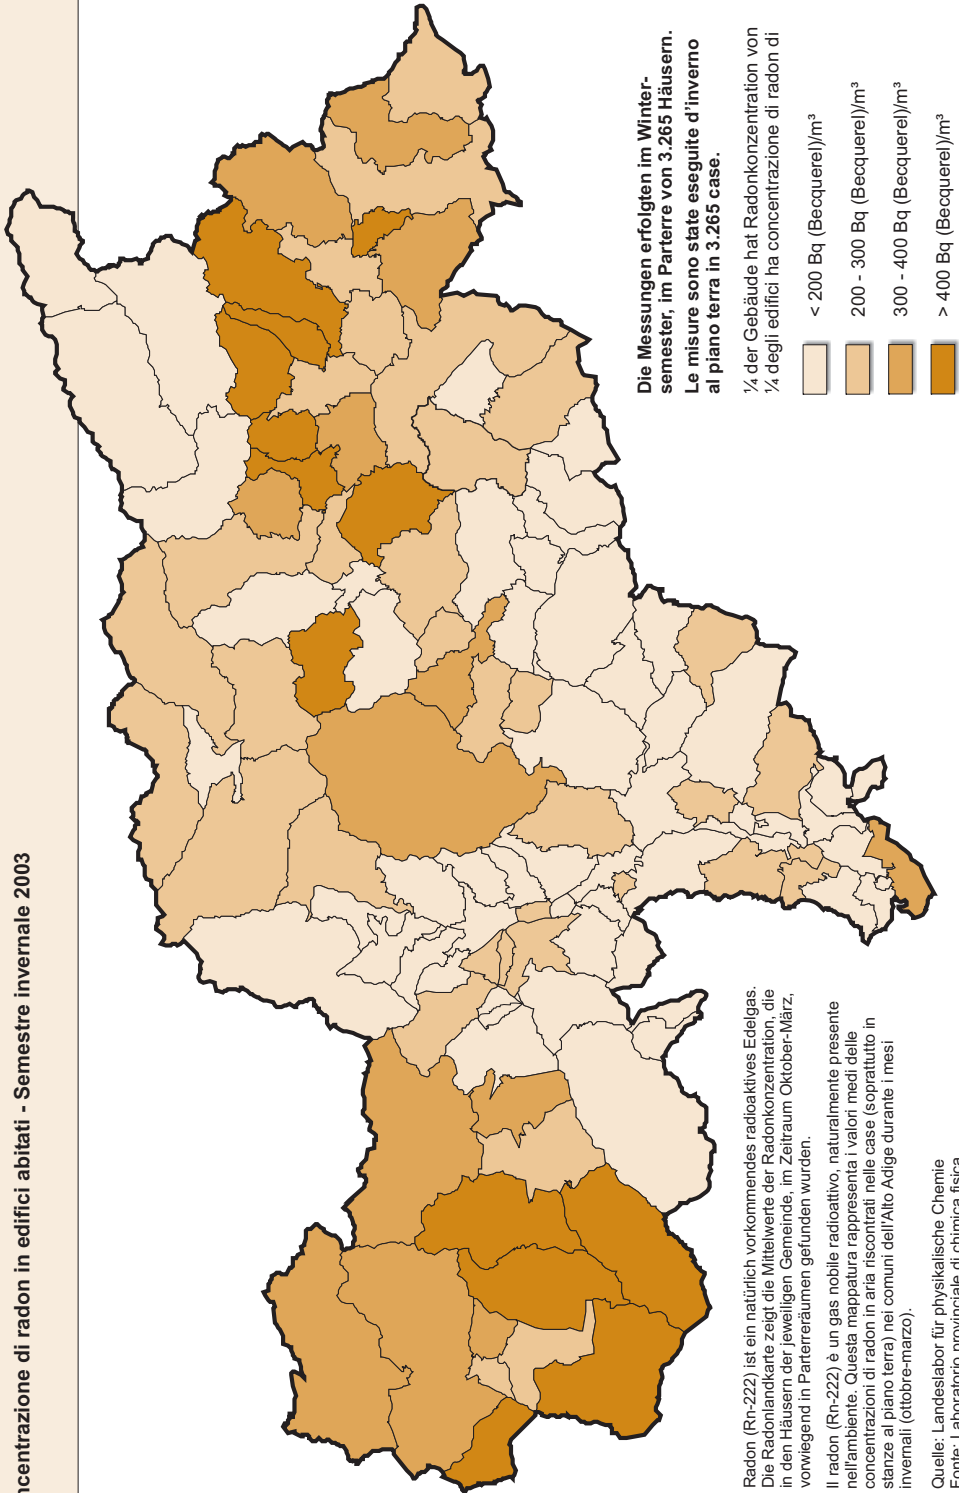 ncentrazione di radon in edifici abitati - Semestre invernale 2003
Die Messungen erfolgten im Winter-
semester, im Parterre von 3.265 Häusern.
Le misure sono state eseguite d'inverno
al piano terra in 3.265 case.
¼ der Gebäude hat Radonkonzentration von
¼ degli edifici ha concentrazione di radon di
< 200 Bq (Becquerel)/m³
200 - 300 Bq (Becquerel)/m³
300 - 400 Bq (Becquerel)/m³
> 400 Bq (Becquerel)/m³
Radon (Rn-222) ist ein natürlich vorkommendes radioaktives Edelgas.
Die Radonlandkarte zeigt die Mittelwerte der Radonkonzentration, die
in den Häusern der jeweiligen Gemeinde, im Zeitraum Oktober-März,
vorwiegend in Parterreräumen gefunden wurden.
Il radon (Rn-222) è un gas nobile radioattivo, naturalmente presente
nell'ambiente. Questa mappatura rappresenta i valori medi delle
concentrazioni di radon in aria riscontrati nelle case (soprattutto in
stanze al piano terra) nei comuni dell'Alto Adige durante i mesi
invernali (ottobre-marzo).
Quelle: Landeslabor für physikalische Chemie
Fonte: Laboratorio provinciale di chimica fisica